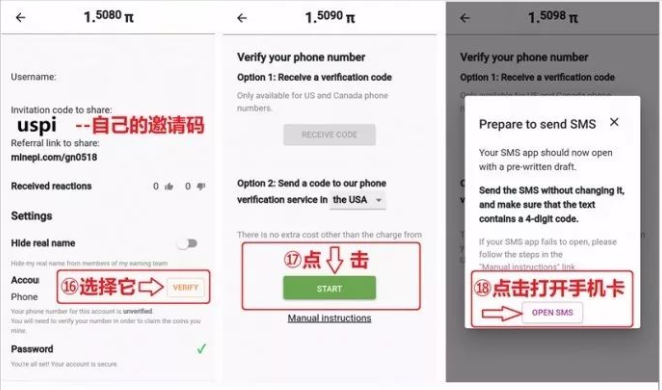 1.5080 π
Username:
Invitation code to share:
uspi --自己的邀请码
Referral link to share:
minepi.com/gn0518
Received reactions 0 0
Settings
Hide real name
Hide my real name from members of my earning team
Accou
⑯选择它 VERIFY
Phone
Your phone number for this account is unverified.
You will need to verify your number in order to claim the coins you
mine.
Password
You're all set! Your account is secure.
1.5090 π
Verify your phone number
Option 1: Receive a verification code
Only available for US and Canada phone
numbers.
RECEIVE CODE
Option 2: Send a code to our phone
verification service in the USA
There is no extra cost other than the charge from
⑰点击
START
Manual instructions
1.5098 π
Verify your phone number
Option 1: Receive a verification code
Prepare to send SMS
Your SMS app should now open
with a pre-written draft.
Send the SMS without changing it,
and make sure that the text
contains a 4-digit code.
If your SMS app fails to open, please
follow the steps in the
"Manual instructions" link
⑱点击打开手机卡
OPEN SMS